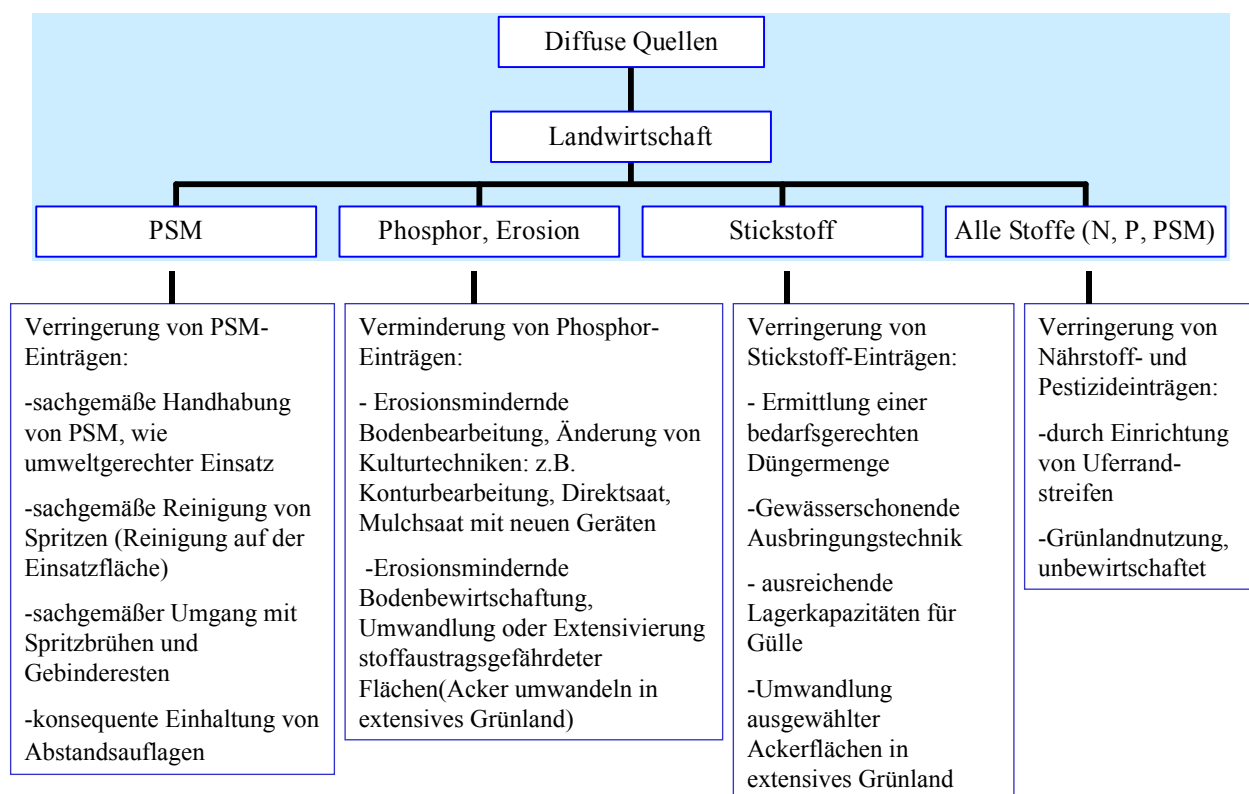 Diffuse Quellen
Landwirtschaft
PSM
Phosphor, Erosion
Stickstoff
Alle Stoffe (N, P, PSM)
Verringerung von PSM-
Einträgen:
-sachgemäße Handhabung
von PSM, wie
umweltgerechter Einsatz
-sachgemäße Reinigung von
Spritzen (Reinigung auf der
Einsatzfläche)
-sachgemäßer Umgang mit
Spritzbrühen und
Gebinderesten
-konsequente Einhaltung von
Abstandsauflagen
Verminderung von Phosphor-
Einträgen:
- Erosionsmindernde
Bodenbearbeitung, Änderung von
Kulturtechniken: z.B.
Konturbearbeitung, Direktsaat,
Mulchsaat mit neuen Geräten
-Erosionsmindernde
Bodenbewirtschaftung,
Umwandlung oder Extensivierung
stoffaustragsgefährdeter
Flächen(Acker umwandeln in
extensives Grünland)
Verringerung von
Stickstoff-Einträgen:
- Ermittlung einer
bedarfsgerechten
Düngermenge
-Gewässerschonende
Ausbringungstechnik
- ausreichende
Lagerkapazitäten für
Gülle
-Umwandlung
ausgewählter
Ackerflächen in
extensives Grünland
Verringerung von
Nährstoff- und
Pestizideinträgen:
-durch Einrichtung
von Uferrand-
streifen
-Grünlandnutzung,
unbewirtschaftet